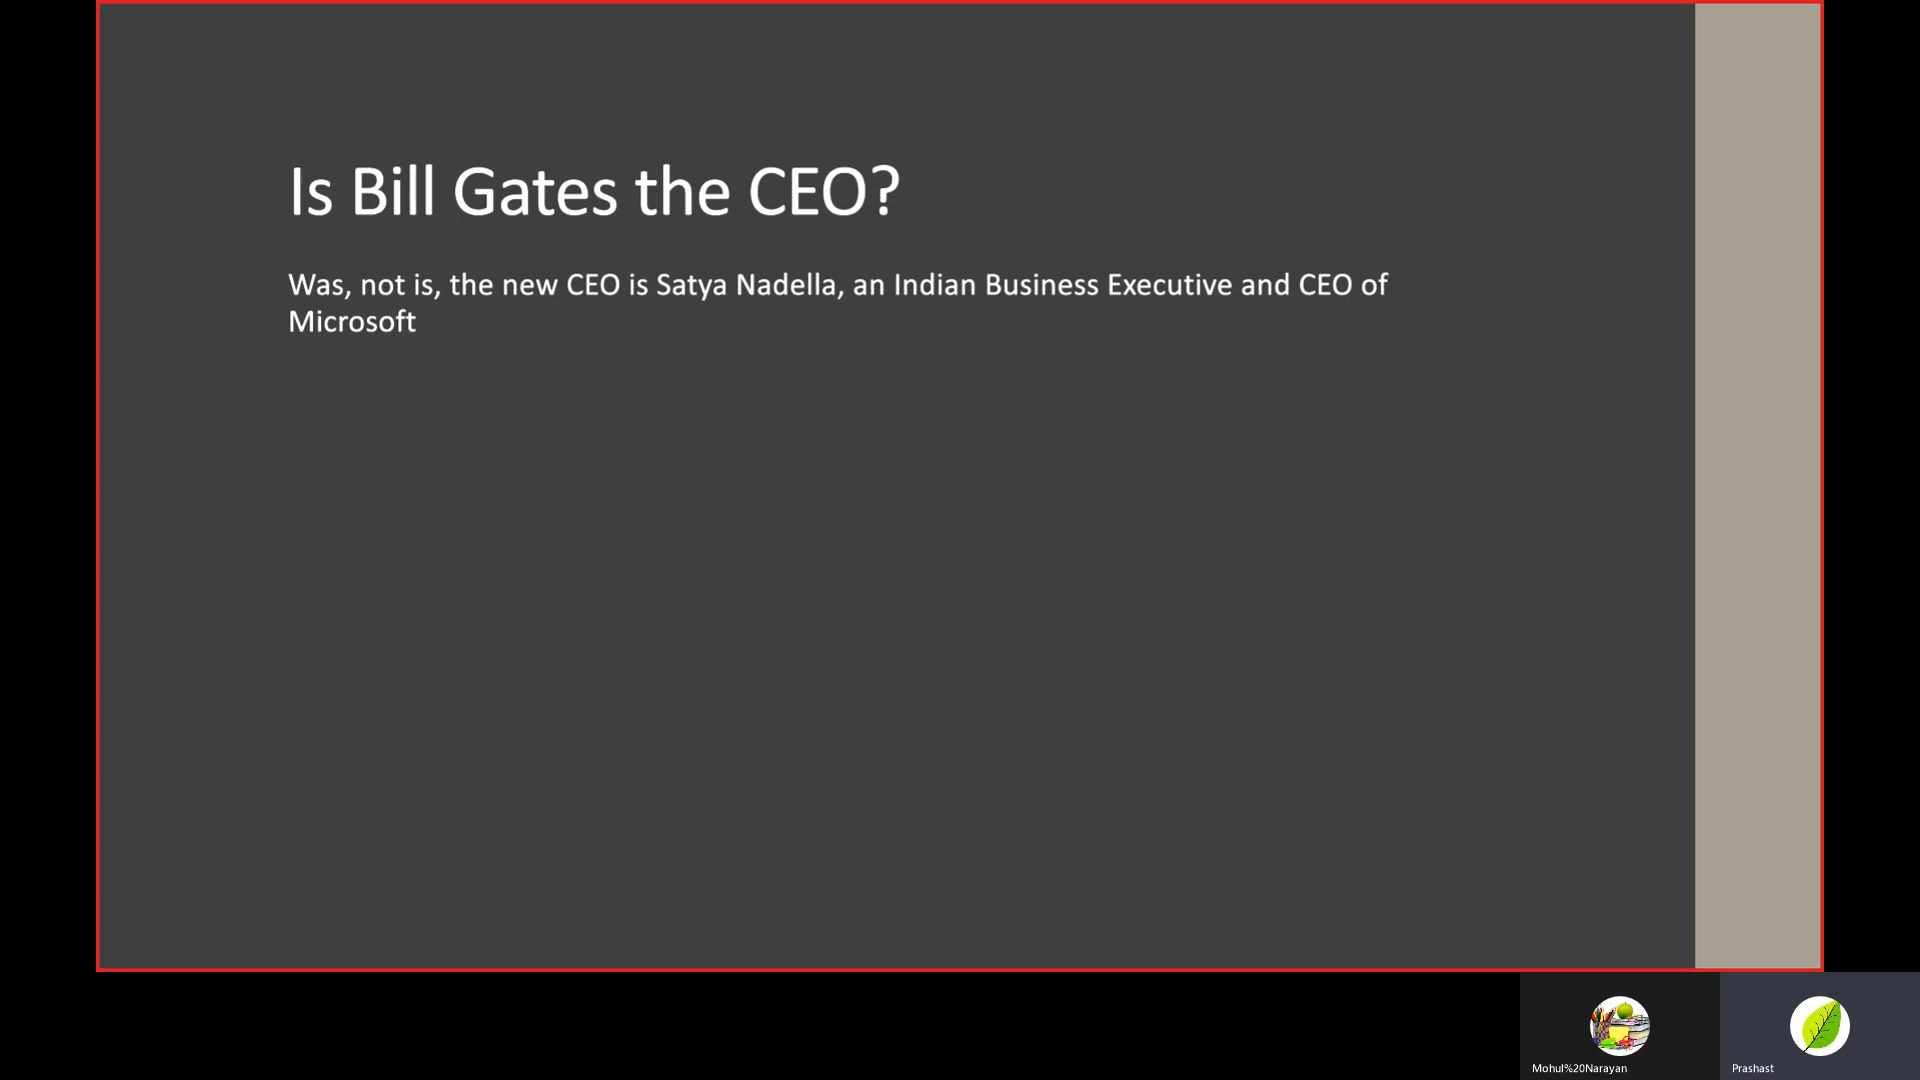 Is Bill Gates the CEO?
Was, not is, the new CEO is Satya Nadella, an Indian Business Executive and CEO of
Microsoft
Mohul%20Narayan
Prashast